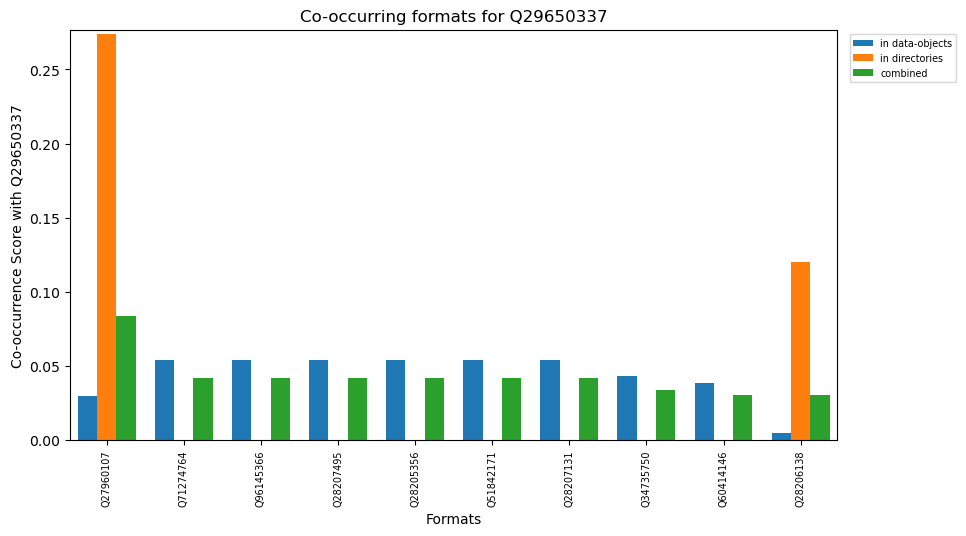 Co-occurring formats for Q29650337
Co-occurrence Score with Q29650337
0.25
0.20
0.15
0.10
0.05
0.00
in data-objects
in directories
combined
Q27960107
Q71274764
Q96145366
Q28207495
Q28205356
Q51842171
Q28207131
Q34735750
Q60414146
Q28206138
Formats